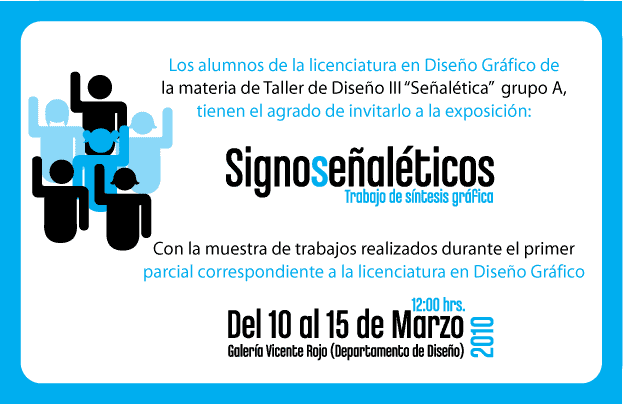 Los alumnos de la licenciatura en Diseño Gráfico de
la materia de Taller de Diseño III “Señalética” grupo A,
tienen el agrado de invitarlo a la exposición:
Signoseñaléticos
Trabajo de síntesis gráfica
Con la muestra de trabajos realizados durante el primer
parcial correspondiente a la licenciatura en Diseño Gráfico
12:00 hrs.
Del 10 al 15 de Marzo
2010
Galería Vicente Rojo (Departamento de Diseño)